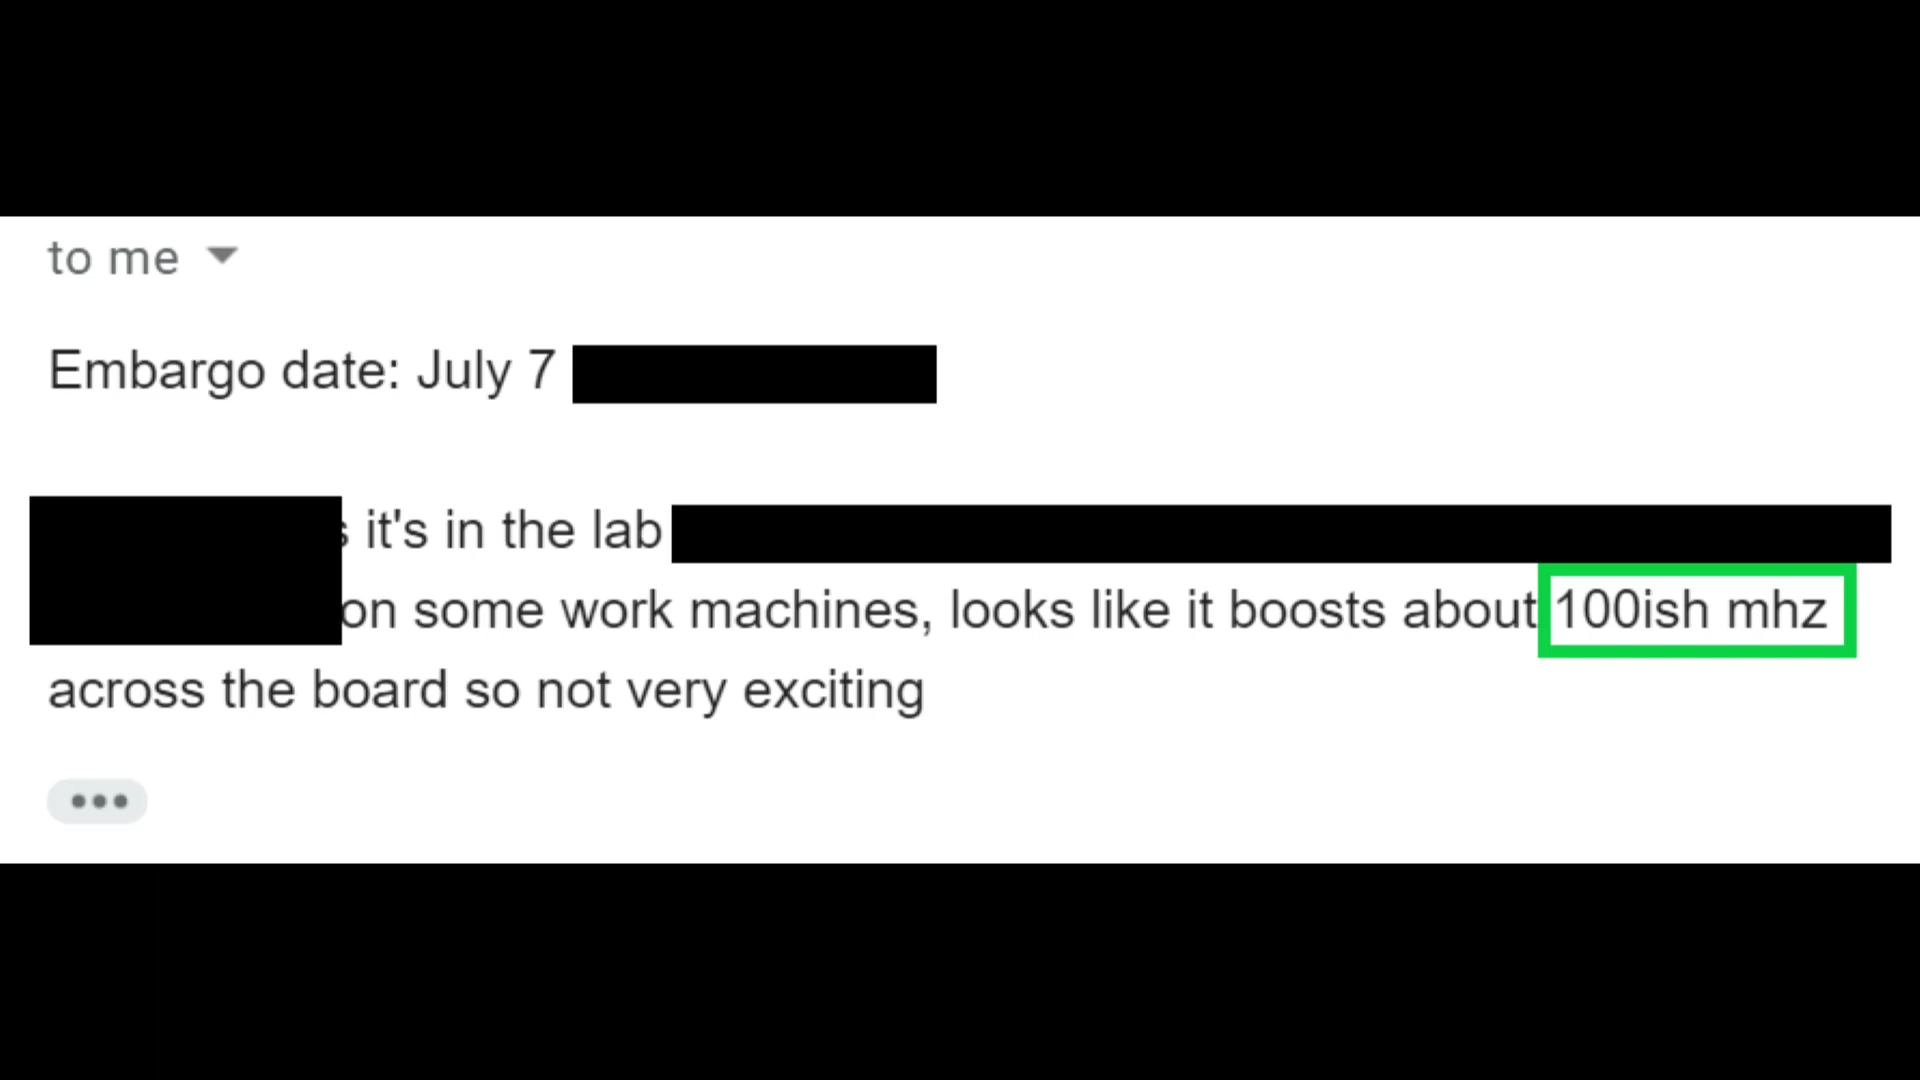 to me
Embargo date: July 7
it's in the lab
on some work machines, looks like it boosts about 100ish mhz
across the board so not very exciting